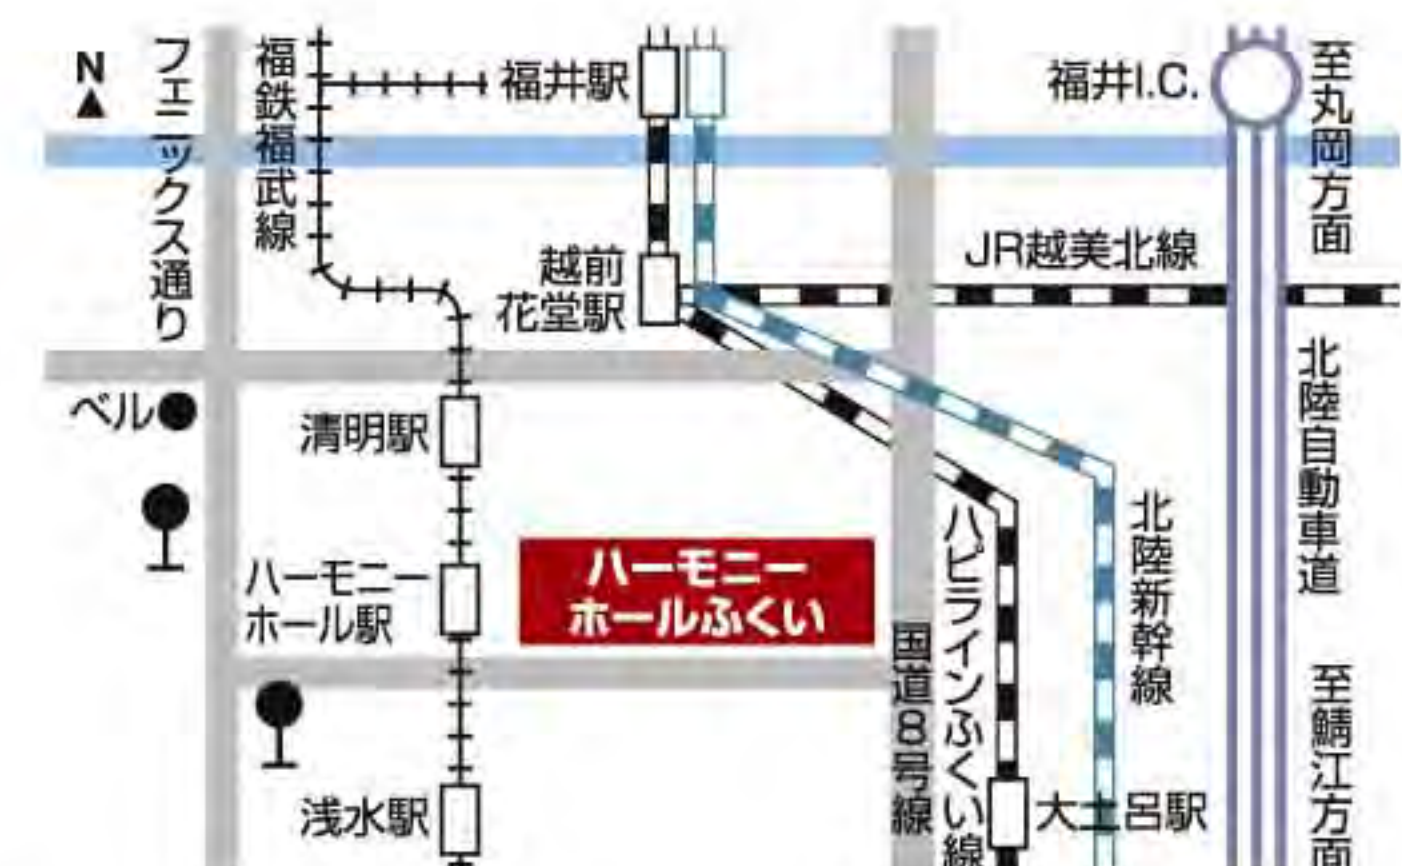 N
フェニックス通り
福鉄福武線
福井駅
福井I.C.
至丸岡方面
越前
花堂駅
JR越美北線
ベル
清明駅
北陸自動車道
ハーモニー
ホール駅
ハーモニー
ホールふくい
国道8号線
ハピラインふくい線
北陸新幹線
至鯖江方面
浅水駅
大土呂駅